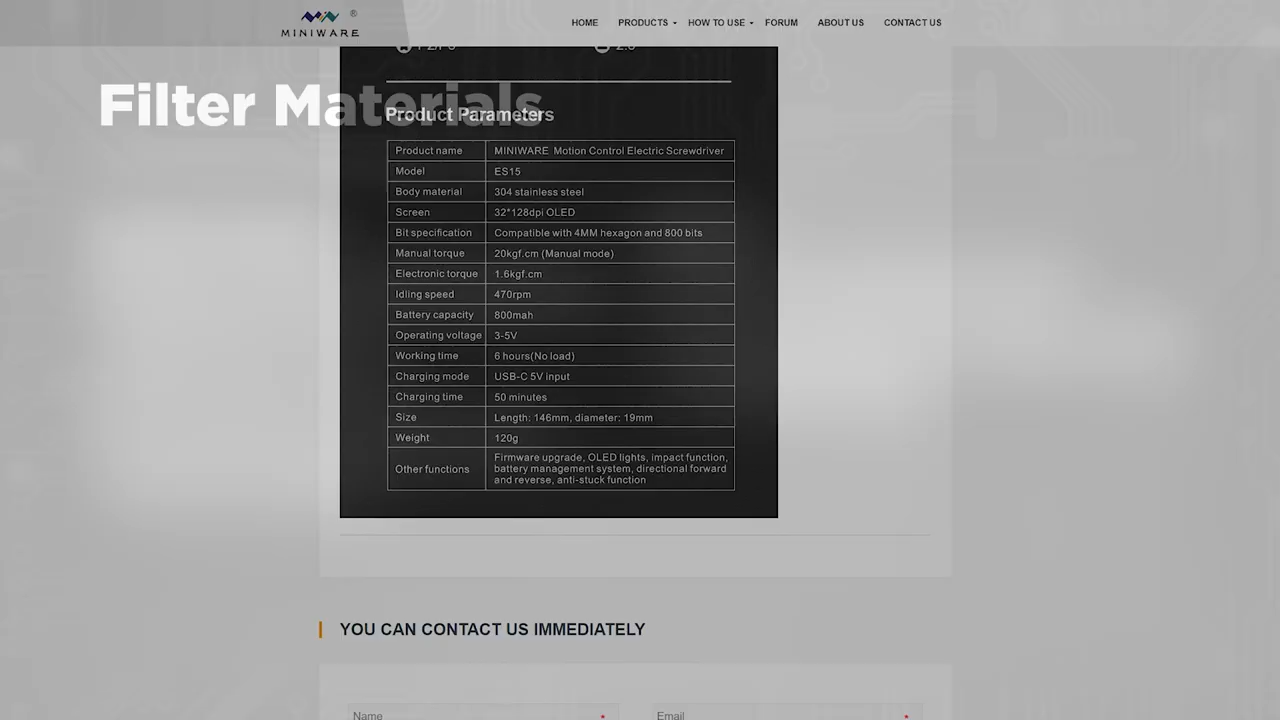 MINIWARE ®
HOME PRODUCTS HOW TO USE FORUM ABOUT US CONTACT US
Filter Materials
Product Parameters
Product name MINIWARE Motion Control Electric Screwdriver
Model ES15
Body material 304 stainless steel
Screen 32*128dpi OLED
Bit specification Compatible with 4MM hexagon and 800 bits
Manual torque 20kgf.cm (Manual mode)
Electronic torque 1.6kgf.cm
Idling speed 470rpm
Battery capacity 800mah
Operating voltage 3-5V
Working time 6 hours(No load)
Charging mode USB-C 5V input
Charging time 50 minutes
Size Length: 146mm, diameter: 19mm
Weight 120g
Other functions Firmware upgrade, OLED lights, impact function,
battery management system, directional forward
and reverse, anti-stuck function
YOU CAN CONTACT US IMMEDIATELY
Name * Email *